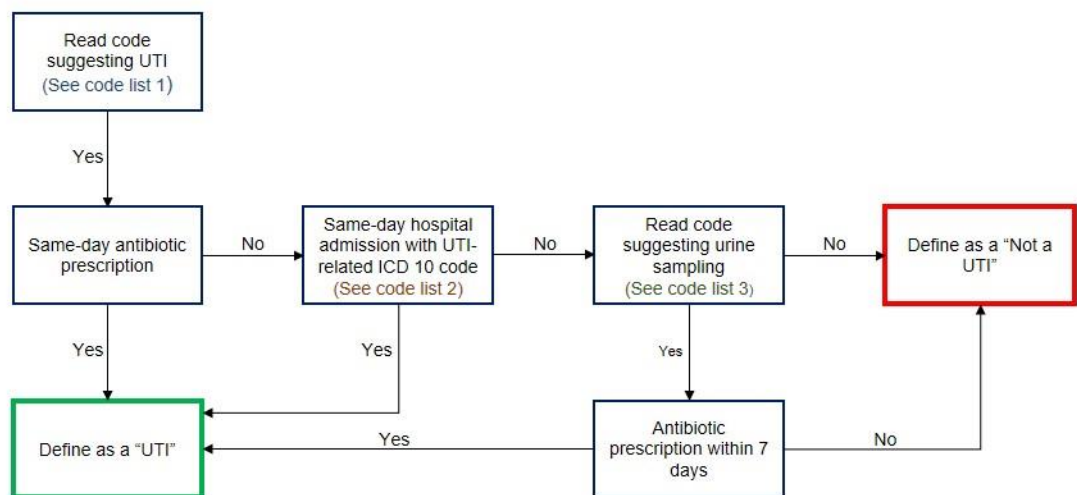 Read code
suggesting UTI
(See code list 1)
Yes
Same-day antibiotic
prescription
No
Same-day hospital
admission with UTI-
related ICD 10 code
(See code list 2)
No
Read code
suggesting urine
sampling
(See code list 3)
No
Define as a “Not a
UTI”
Yes
Yes
Yes
Define as a “UTI”
Yes
Antibiotic
prescription within 7
days
No